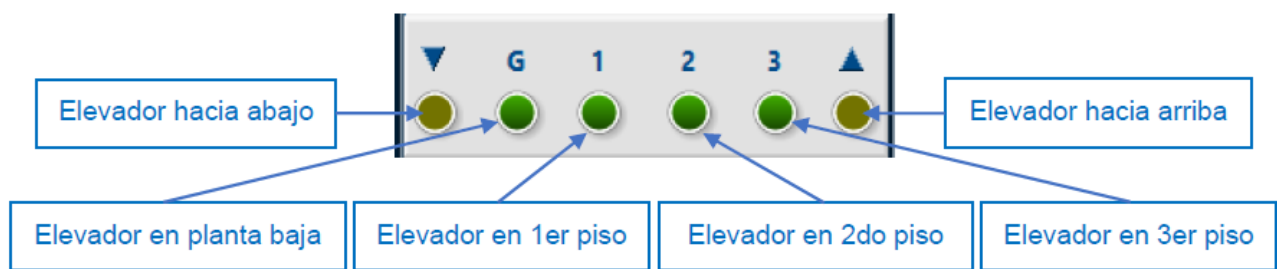 ▼ G 1 2 3 ▲
Elevador hacia abajo
Elevador hacia arriba
Elevador en planta baja
Elevador en 1er piso
Elevador en 2do piso
Elevador en 3er piso